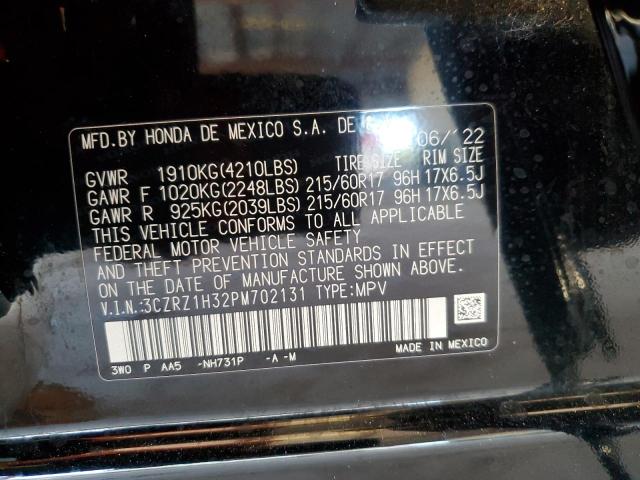 MFD.BY HONDA DE MEXICO S.A. DE 06/'22
TIRE SIZE RIM SIZE
GVWR 1910KG(4210LBS)
GAWR F 1020KG(2248LBS) 215/60R17 96H 17X6.5J
GAWR R 925KG(2039LBS) 215/60R17 96H 17X6.5J
THIS VEHICLE CONFORMS TO ALL APPLICABLE
FEDERAL MOTOR VEHICLE SAFETY
AND THEFT PREVENTION STANDARDS IN EFFECT
ON THE DATE OF MANUFACTURE SHOWN ABOVE.
V.I.N.:3CZRZ1H32PM702131 TYPE:MPV
3W0 P AA5 -NH731P -A -M
MADE IN MEXICO